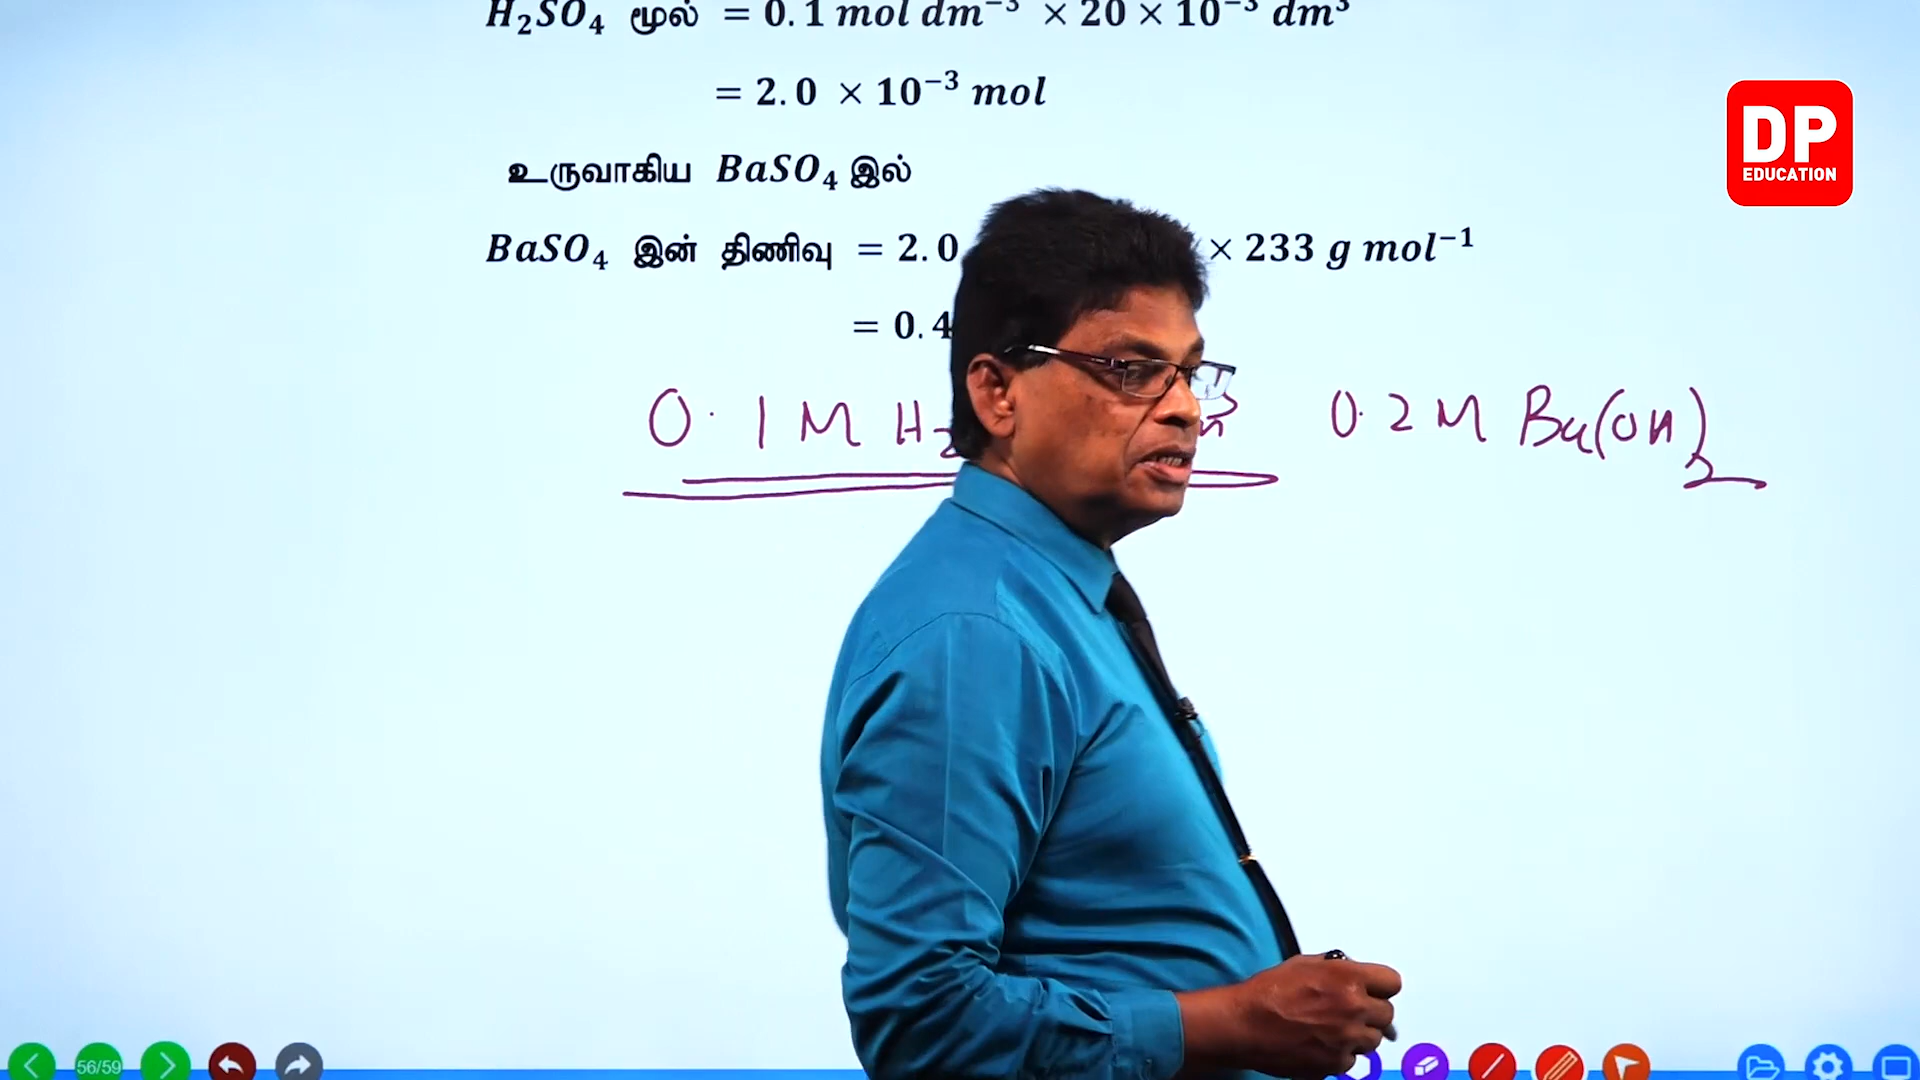 H₂SO₄ மூல் = 0.1 mol dm⁻³ × 20 × 10⁻³ dm³
= 2.0 × 10⁻³ mol
DP
EDUCATION
உருவாகிய BaSO₄ இல்
BaSO₄ இன் திணிவு = 2.0 × 233 g mol⁻¹
= 0.4
0.1 M H₂ 0.2 M Ba(OH)₂
56/59